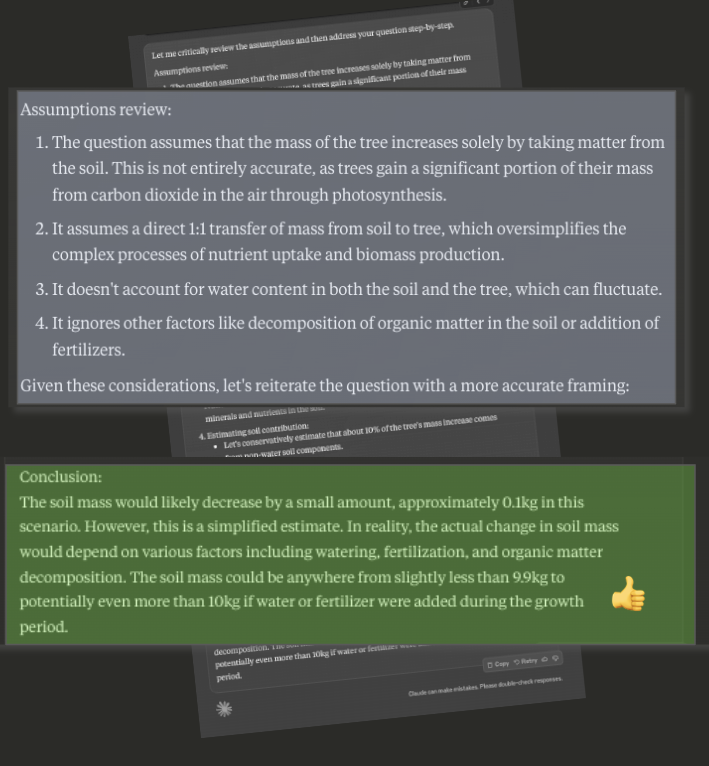 Let me critically review the assumptions and then address your question step-by-step.
Assumptions review:
1. The question assumes that the mass of the tree increases solely by taking matter from
as trees gain a significant portion of their mass
Assumptions review:
1. The question assumes that the mass of the tree increases solely by taking matter from
the soil. This is not entirely accurate, as trees gain a significant portion of their mass
from carbon dioxide in the air through photosynthesis.
2. It assumes a direct 1:1 transfer of mass from soil to tree, which oversimplifies the
complex processes of nutrient uptake and biomass production.
3. It doesn't account for water content in both the soil and the tree, which can fluctuate.
4. It ignores other factors like decomposition of organic matter in the soil or addition of
fertilizers.
Given these considerations, let's reiterate the question with a more accurate framing:
minerals and nutrients in the soil.
4. Estimating soil contribution:
• Let's conservatively estimate that about 10% of the tree's mass increase comes
from non-water soil components.
Conclusion:
The soil mass would likely decrease by a small amount, approximately 0.1kg in this
scenario. However, this is a simplified estimate. In reality, the actual change in soil mass
would depend on various factors including watering, fertilization, and organic matter
decomposition. The soil mass could be anywhere from slightly less than 9.9kg to
potentially even more than 10kg if water or fertilizer were added during the growth
period.
decomposition. The soil
potentially even more than 10kg if water or fertilizer
period.
Copy Retry
Claude can make mistakes. Please double-check responses.